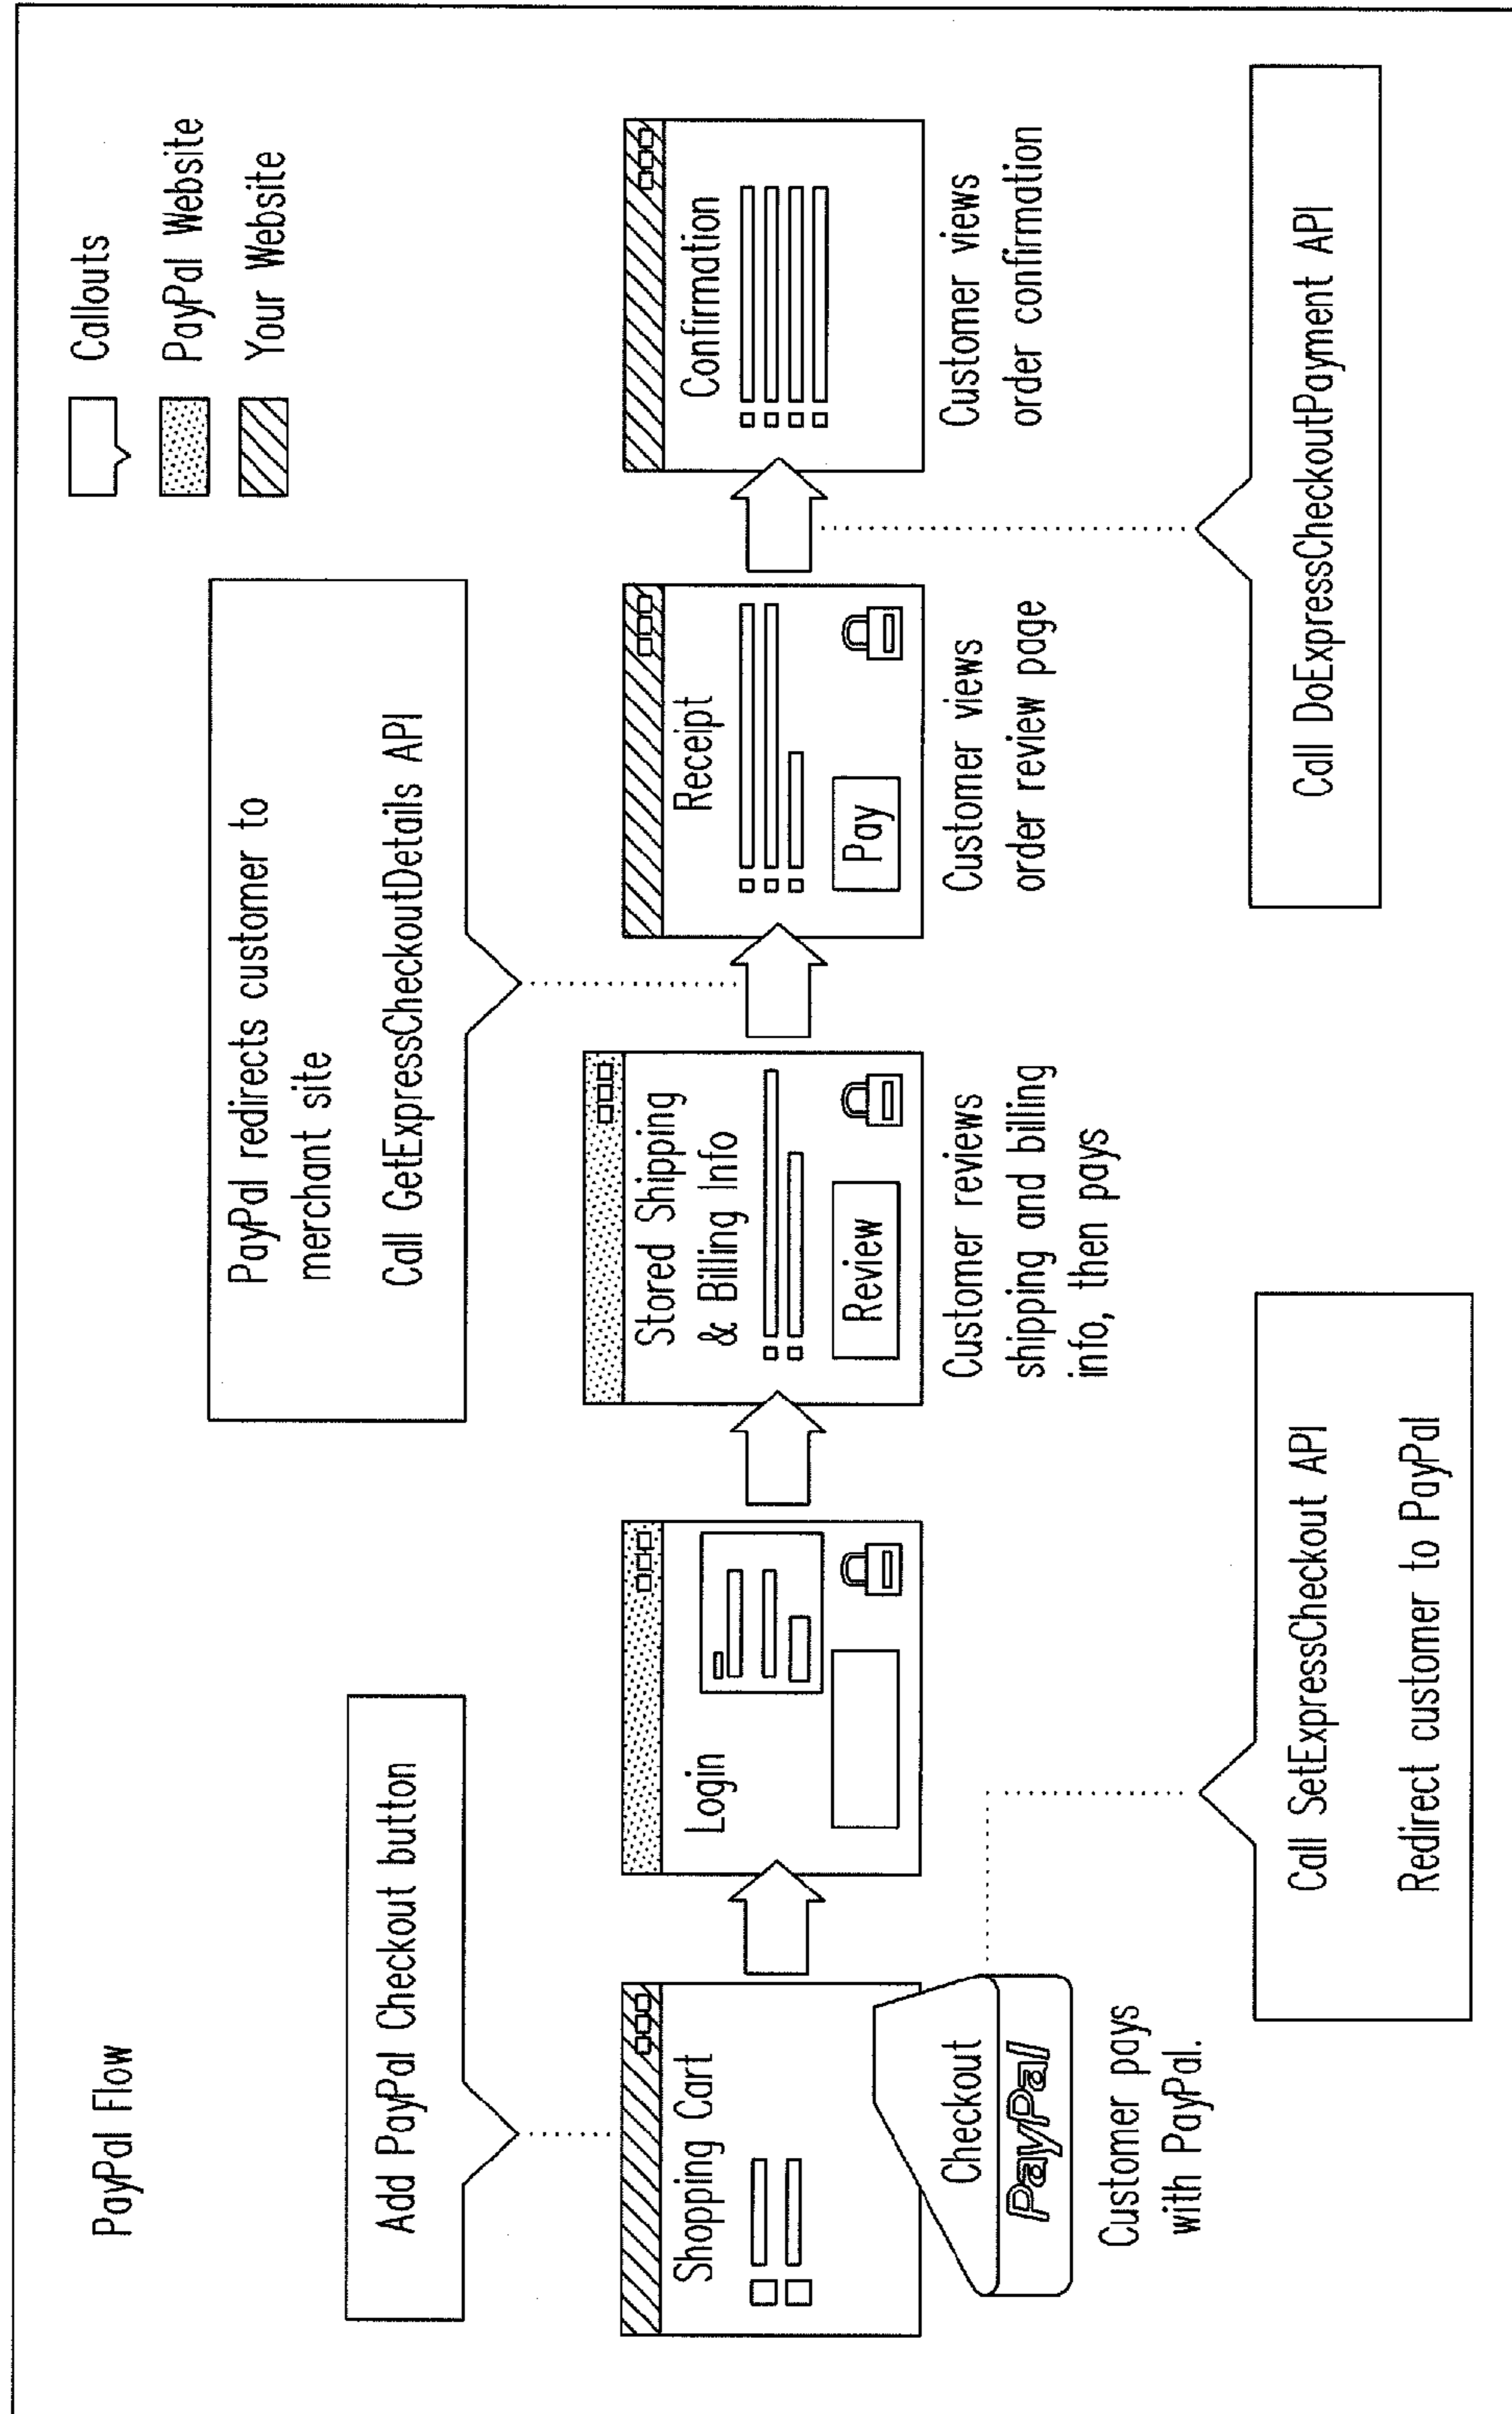 PayPal Flow
Callouts
PayPal Website
Your Website
Add PayPal Checkout button
PayPal redirects customer to
merchant site
Call GetExpressCheckoutDetails API
Shopping Cart
Checkout
PayPal
Customer pays
with PayPal.
Login
Stored Shipping
& Billing Info
Review
Customer reviews
shipping and billing
info, then pays
Receipt
Pay
Customer views
order review page
Confirmation
Customer views
order confirmation
Call SetExpressCheckout API
Redirect customer to PayPal
Call DoExpressCheckoutPayment API